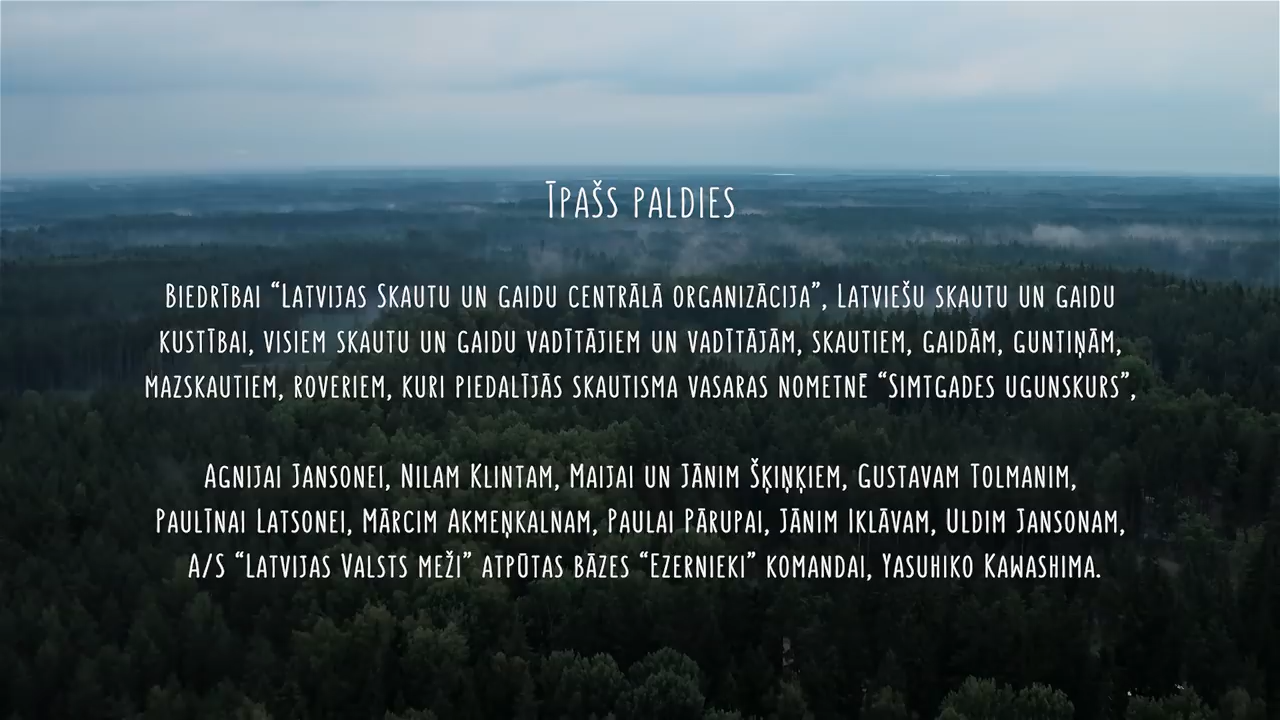 Īpašs paldies
Biedrībai “Latvijas Skautu un gaidu centrālā organizācija”, Latviešu skautu un gaidu
kustībai, visiem skautu un gaidu vadītājiem un vadītājām, skautiem, gaidām, guntiņām,
mazskautiem, roveriem, kuri piedalījās skautisma vasaras nometnē “Simtgades ugunskurs”,
Agnijai Jansonei, Nilam Klintam, Maijai un Jānim Šķiņķiem, Gustavam Tolmanim,
Paulīnai Latsonei, Mārcim Akmeņkalnam, Paulai Pārupai, Jānim Iklāvam, Uldim Jansonam,
A/S “Latvijas Valsts meži” atpūtas bāzes “Ezernieki” komandai, Yasuhiko Kawashima.